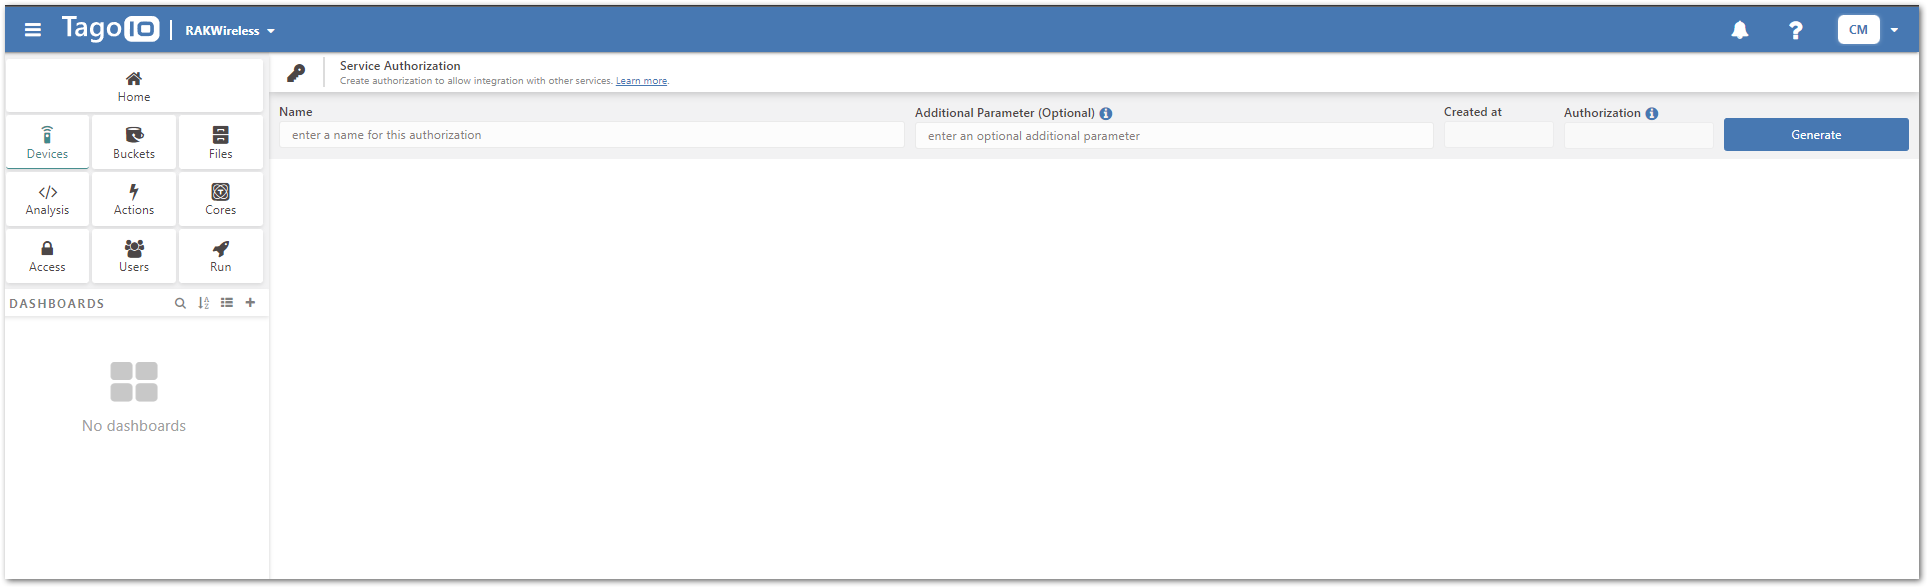 TagoIO
RAKWireless
CM
Home
Devices
Buckets
Files
Analysis
Actions
Cores
Access
Users
Run
DASHBOARDS
No dashboards
Service Authorization
Create authorization to allow integration with other services. Learn more.
Name
enter a name for this authorization
Additional Parameter (Optional)
enter an optional additional parameter
Created at
Authorization
Generate